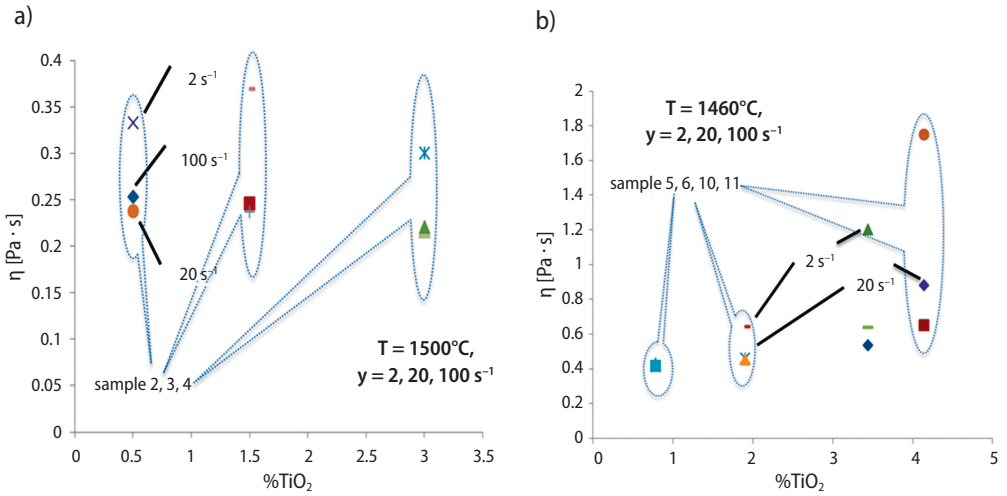 a)
0.4
0.35
0.3
0.25
0.2
0.15
0.1
0.05
0
η [Pa · s]
2 s⁻¹
100 s⁻¹
20 s⁻¹
sample 2, 3, 4
T = 1500°C,
y = 2, 20, 100 s⁻¹
0 0.5 1 1.5 2 2.5 3 3.5
%TiO₂
b)
2
1.8
1.6
1.4
1.2
1
0.8
0.6
0.4
0.2
0
η [Pa · s]
T = 1460°C,
y = 2, 20, 100 s⁻¹
sample 5, 6, 10, 11
2 s⁻¹
20 s⁻¹
0 1 2 3 4 5
%TiO₂